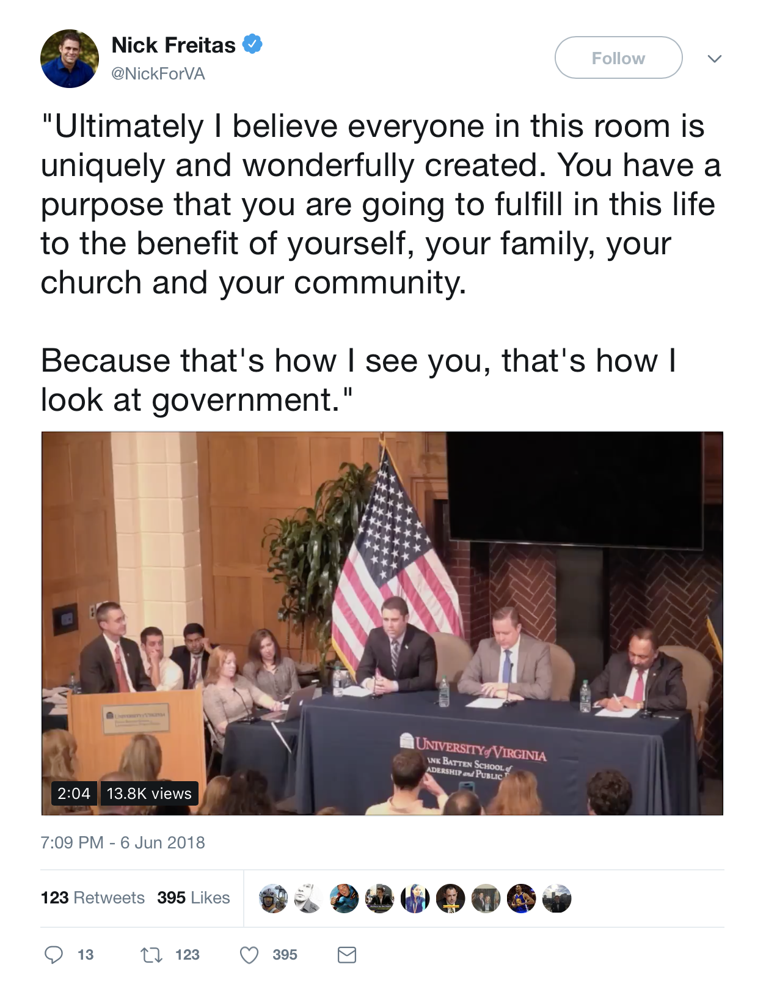 Nick Freitas
@NickForVA
Follow
"Ultimately I believe everyone in this room is
uniquely and wonderfully created. You have a
purpose that you are going to fulfill in this life
to the benefit of yourself, your family, your
church and your community.
Because that's how I see you, that's how I
look at government."
UNIVERSITY of VIRGINIA
UNIVERSITY of VIRGINIA
NK BATTEN SCHOOL of
ADERSHIP and PUBLIC P
2:04 13.8K views
7:09 PM - 6 Jun 2018
123 Retweets 395 Likes
13 123 395